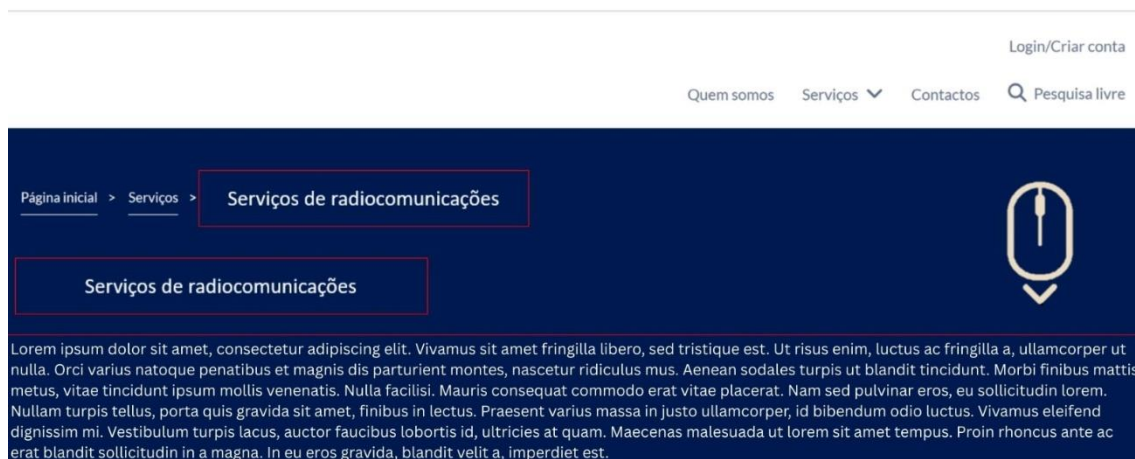 Login/Criar conta
Quem somos Serviços Contactos Pesquisa livre
Página inicial > Serviços > Serviços de radiocomunicações
Serviços de radiocomunicações
Lorem ipsum dolor sit amet, consectetur adipiscing elit. Vivamus sit amet fringilla libero, sed tristique est. Ut risus enim, luctus ac fringilla a, ullamcorper ut
nulla. Orci varius natoque penatibus et magnis dis parturient montes, nascetur ridiculus mus. Aenean sodales turpis ut blandit tincidunt. Morbi finibus mattis
metus, vitae tincidunt ipsum mollis venenatis. Nulla facilisi. Mauris consequat commodo erat vitae placerat. Nam sed pulvinar eros, eu sollicitudin lorem.
Nullam turpis tellus, porta quis gravida sit amet, finibus in lectus. Praesent varius massa in justo ullamcorper, id bibendum odio luctus. Vivamus eleifend
dignissim mi. Vestibulum turpis lacus, auctor faucibus lobortis id, ultricies at quam. Maecenas malesuada ut lorem sit amet tempus. Proin rhoncus ante ac
erat blandit sollicitudin in a magna. In eu eros gravida, blandit velit a, imperdiet est.